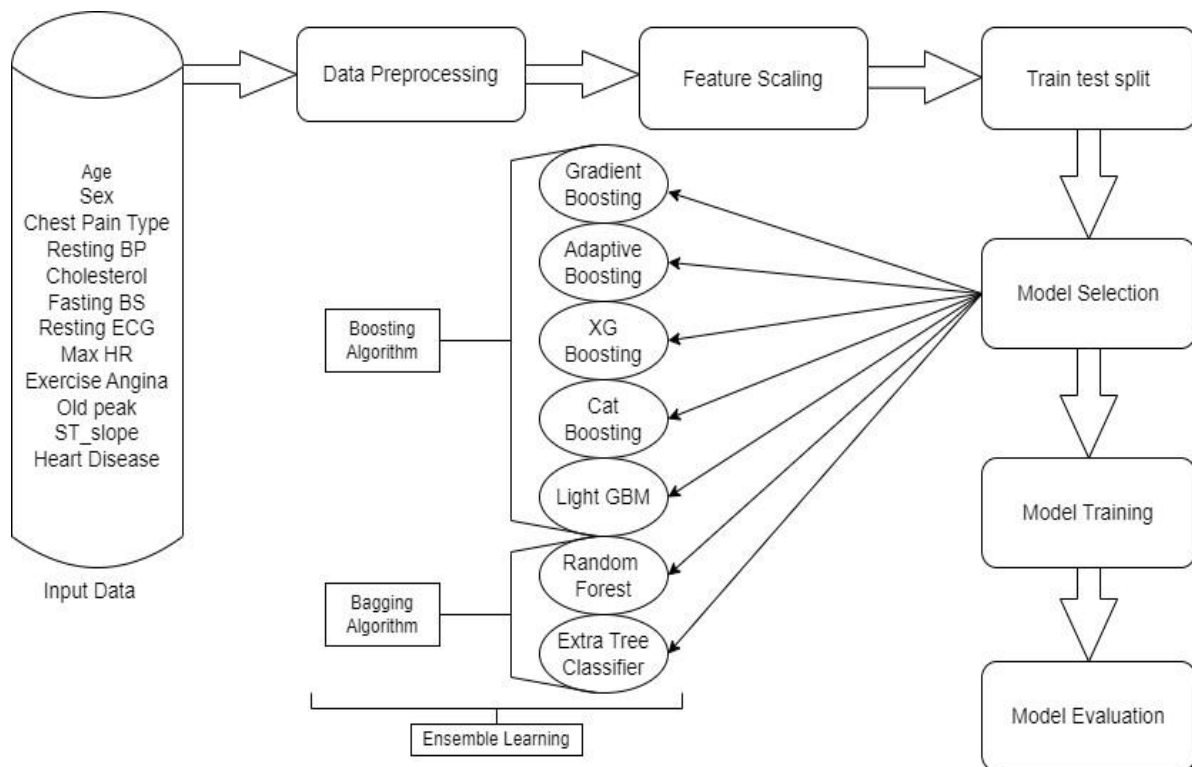 Data Preprocessing
Feature Scaling
Train test split
Age
Sex
Chest Pain Type
Resting BP
Cholesterol
Fasting BS
Resting ECG
Max HR
Exercise Angina
Old peak
ST_slope
Heart Disease
Input Data
Boosting
Algorithm
Bagging
Algorithm
Gradient
Boosting
Adaptive
Boosting
XG
Boosting
Cat
Boosting
Light GBM
Random
Forest
Extra Tree
Classifier
Ensemble Learning
Model Selection
Model Training
Model Evaluation